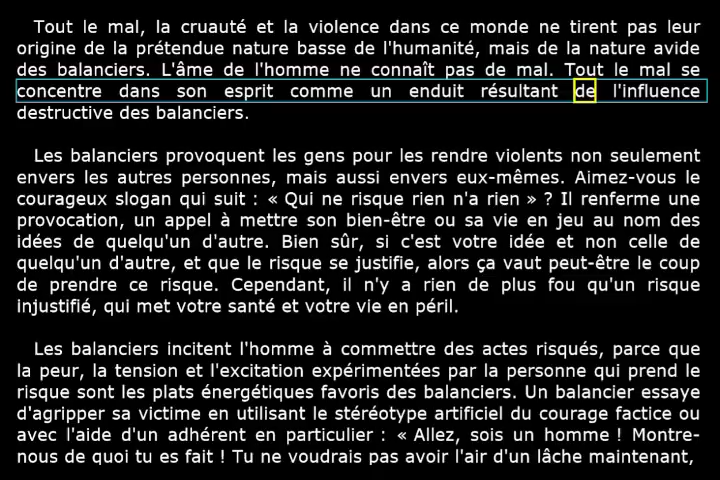 Tout le mal, la cruauté et la violence dans ce monde ne tirent pas leur
origine de la prétendue nature basse de l'humanité, mais de la nature avide
des balanciers. L'âme de l'homme ne connaît pas de mal. Tout le mal se
concentre dans son esprit comme un enduit résultant de l'influence
destructive des balanciers.
Les balanciers provoquent les gens pour les rendre violents non seulement
envers les autres personnes, mais aussi envers eux-mêmes. Aimez-vous le
courageux slogan qui suit : « Qui ne risque rien n'a rien » ? Il renferme une
provocation, un appel à mettre son bien-être ou sa vie en jeu au nom des
idées de quelqu'un d'autre. Bien sûr, si c'est votre idée et non celle de
quelqu'un d'autre, et que le risque se justifie, alors ça vaut peut-être le coup
de prendre ce risque. Cependant, il n'y a rien de plus fou qu'un risque
injustifié, qui met votre santé et votre vie en péril.
Les balanciers incitent l'homme à commettre des actes risqués, parce que
la peur, la tension et l'excitation expérimentées par la personne qui prend le
risque sont les plats énergétiques favoris des balanciers. Un balancier essaye
d'agripper sa victime en utilisant le stéréotype artificiel du courage factice ou
avec l'aide d'un adhérent en particulier : « Allez, sois un homme ! Montre-
nous de quoi tu es fait ! Tu ne voudrais pas avoir l'air d'un lâche maintenant,